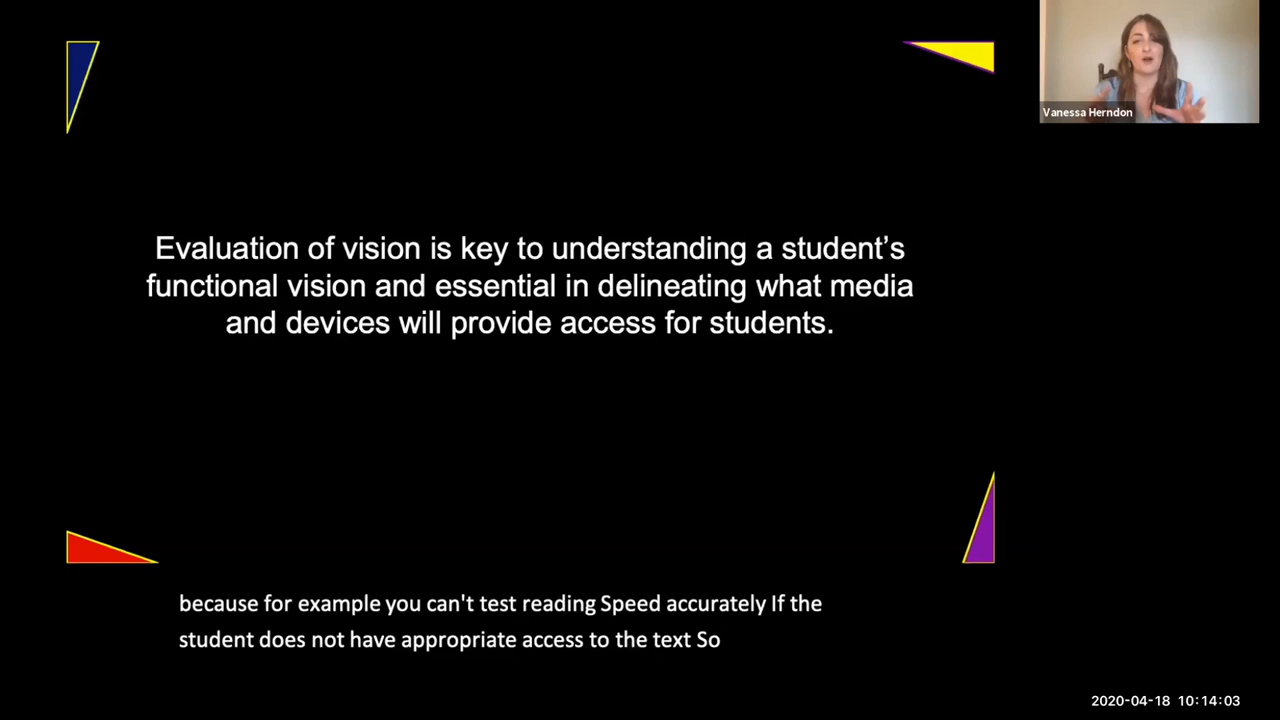 Vanessa Herndon
Evaluation of vision is key to understanding a student’s
functional vision and essential in delineating what media
and devices will provide access for students.
because for example you can't test reading Speed accurately If the
student does not have appropriate access to the text So
2020-04-18 10:14:03